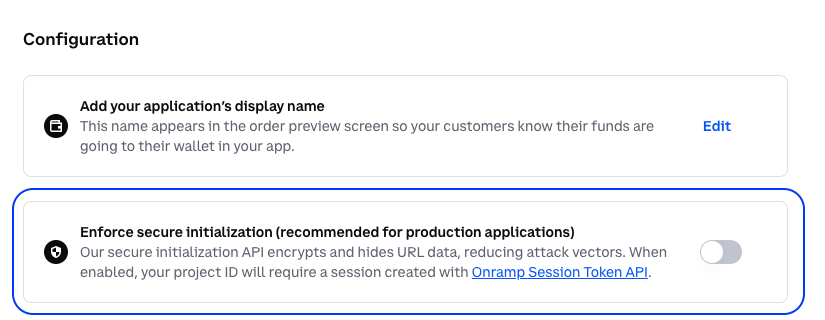 Configuration
Add your application's display name
This name appears in the order preview screen so your customers know their funds are
going to their wallet in your app.
Edit
Enforce secure initialization (recommended for production applications)
Our secure initialization API encrypts and hides URL data, reducing attack vectors. When
enabled, your project ID will require a session created with Onramp Session Token API.